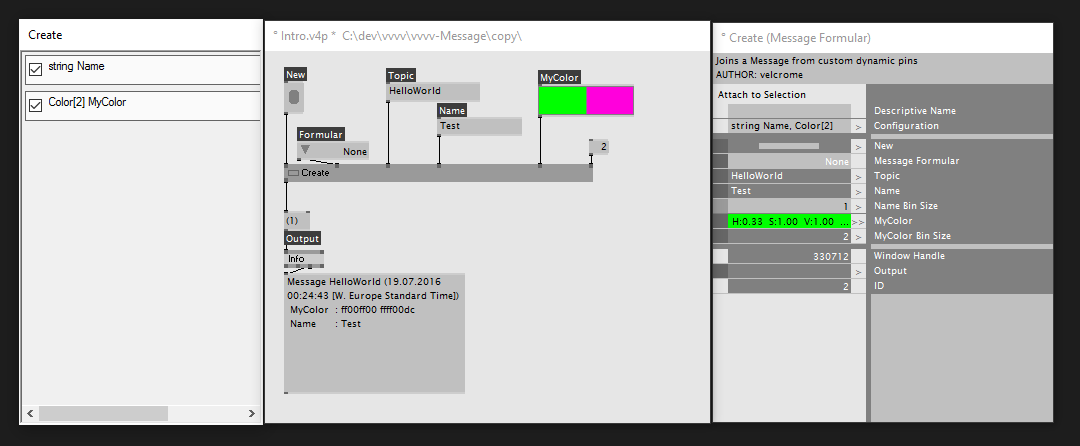 Create
string Name
Color[2] MyColor
° Intro.v4p * C:\dev\vvvv\vvvv-Message\copy\
New
Topic
HelloWorld
MyColor
Name
Test
Formular
None
2
Create
(1)
Output
Info
Message HelloWorld (19.07.2016
00:24:43 [W. Europe Standard Time])
MyColor : ff00ff00 ffff00dc
Name : Test
° Create (Message Formular)
Joins a Message from custom dynamic pins
AUTHOR: velcrome
Attach to Selection
Descriptive Name
string Name, Color[2] > Configuration
> New
None Message Formular
HelloWorld > Topic
Test > Name
1 > Name Bin Size
H:0.33 S:1.00 V:1.00 ... >> MyColor
2 > MyColor Bin Size
330712 Window Handle
> Output
2 ID